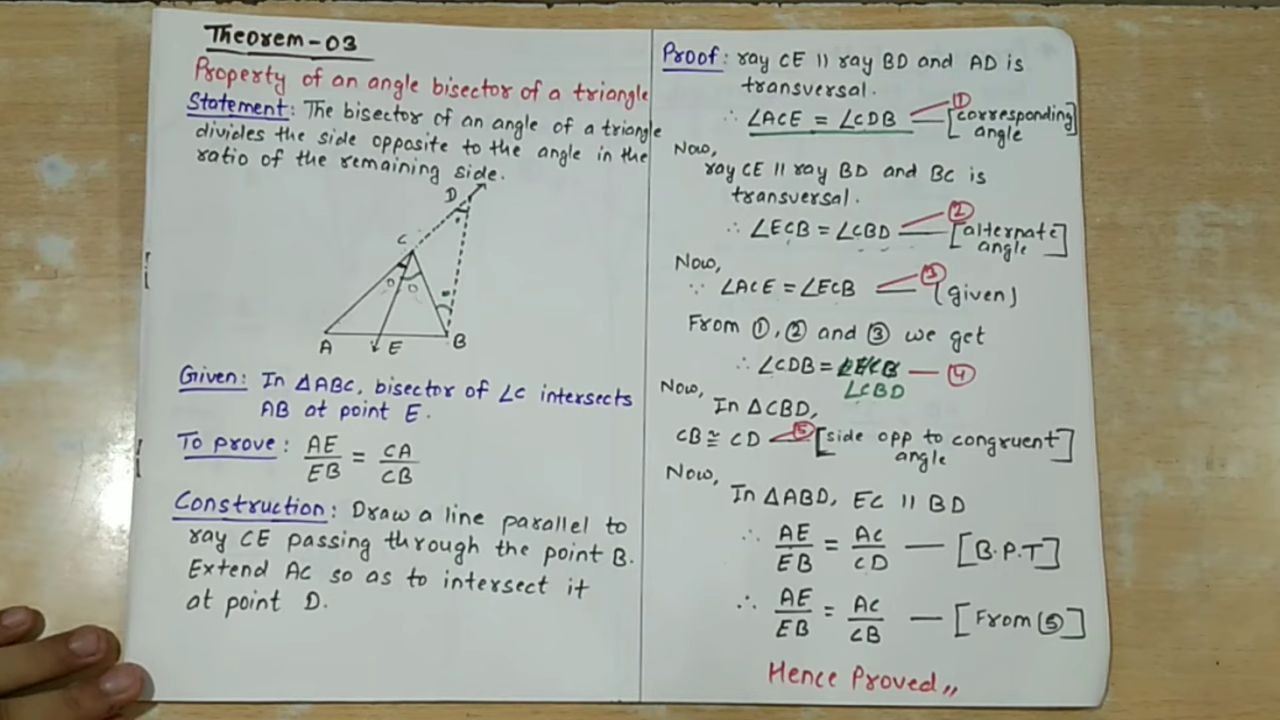 Theorem-03
Property of an angle bisector of a triangle
Statement: The bisector of an angle of a triangle
divides the side opposite to the angle in the
ratio of the remaining side.
D
C
A
E
B
Given: In ΔABC, bisector of ∠C intersects
AB at point E.
To prove: AE/EB = CA/CB
Construction: Draw a line parallel to
ray CE passing through the point B.
Extend AC so as to intersect it
at point D.
Proof: ray CE || ray BD and AD is
transversal.
∴ ∠ACE = ∠CDB — ① [corresponding
angle]
Now,
ray CE || ray BD and BC is
transversal.
∴ ∠ECB = ∠CBD — ② [alternate
angle]
Now,
∵ ∠ACE = ∠ECB — ③ (given)
From ①, ② and ③ we get
∴ ∠CDB = — ④
∠CBD
Now,
In ΔCBD,
CB ≅ CD — ⑤ [side opp to congruent
angle]
Now,
In ΔABD, EC || BD
∴ AE/EB = AC/CD — [B.P.T]
∴ AE/EB = AC/CB — [From ⑤]
Hence Proved,,